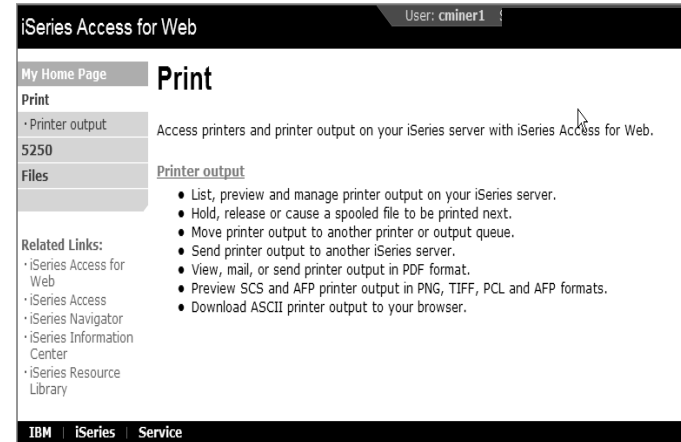 iSeries Access for Web
User: cminer1
My Home Page
Print
· Printer output
5250
Files
Related Links:
· iSeries Access for
Web
· iSeries Access
· iSeries Navigator
· iSeries Information
Center
· iSeries Resource
Library
Print
Access printers and printer output on your iSeries server with iSeries Access for Web.
Printer output
● List, preview and manage printer output on your iSeries server.
● Hold, release or cause a spooled file to be printed next.
● Move printer output to another printer or output queue.
● Send printer output to another iSeries server.
● View, mail, or send printer output in PDF format.
● Preview SCS and AFP printer output in PNG, TIFF, PCL and AFP formats.
● Download ASCII printer output to your browser.
IBM | iSeries | Service